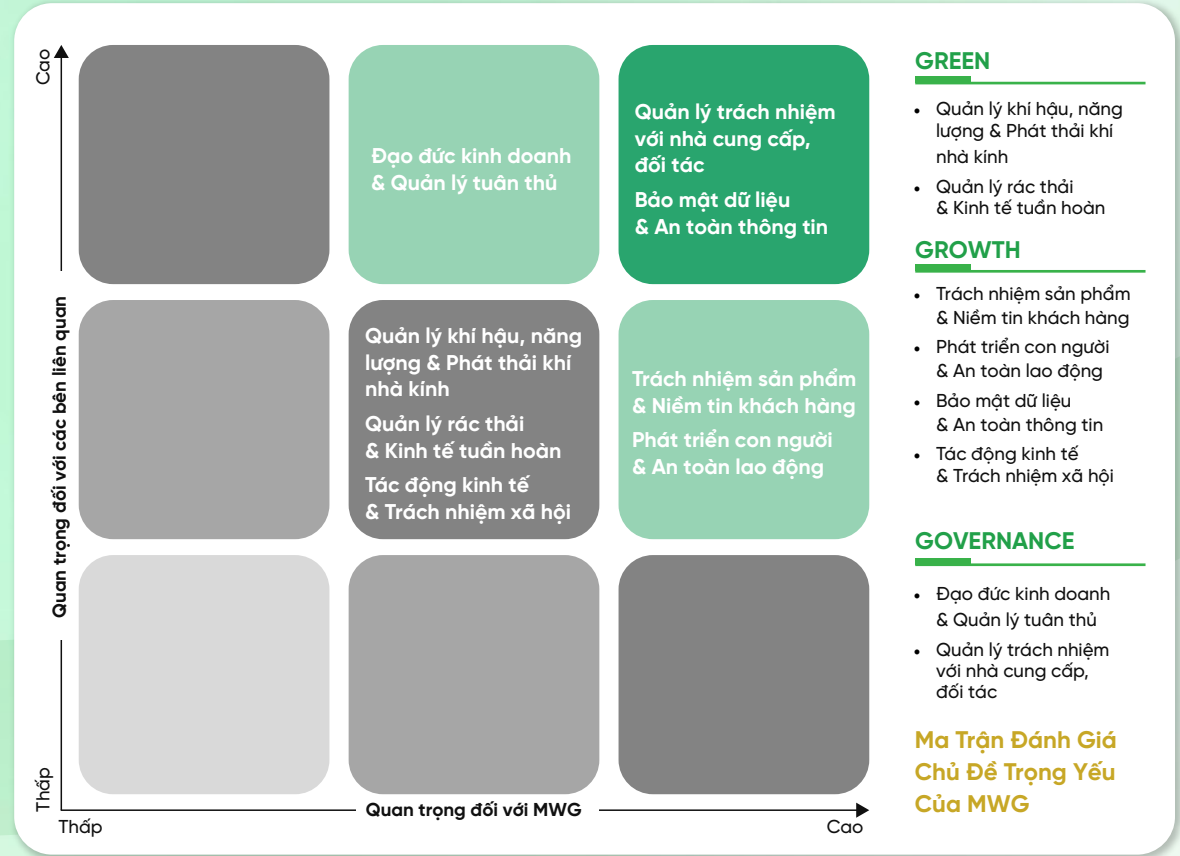 Cao
Quan trọng đối với các bên liên quan
Thấp
Đạo đức kinh doanh
& Quản lý tuân thủ
Quản lý trách nhiệm
với nhà cung cấp,
đối tác
Bảo mật dữ liệu
& An toàn thông tin
Quản lý khí hậu, năng
lượng & Phát thải khí
nhà kính
Quản lý rác thải
& Kinh tế tuần hoàn
Tác động kinh tế
& Trách nhiệm xã hội
Trách nhiệm sản phẩm
& Niềm tin khách hàng
Phát triển con người
& An toàn lao động
Thấp
Quan trọng đối với MWG
Cao
GREEN
• Quản lý khí hậu, năng
lượng & Phát thải khí
nhà kính
• Quản lý rác thải
& Kinh tế tuần hoàn
GROWTH
• Trách nhiệm sản phẩm
& Niềm tin khách hàng
• Phát triển con người
& An toàn lao động
• Bảo mật dữ liệu
& An toàn thông tin
• Tác động kinh tế
& Trách nhiệm xã hội
GOVERNANCE
• Đạo đức kinh doanh
& Quản lý tuân thủ
• Quản lý trách nhiệm
với nhà cung cấp,
đối tác
Ma Trận Đánh Giá
Chủ Đề Trọng Yếu
Của MWG